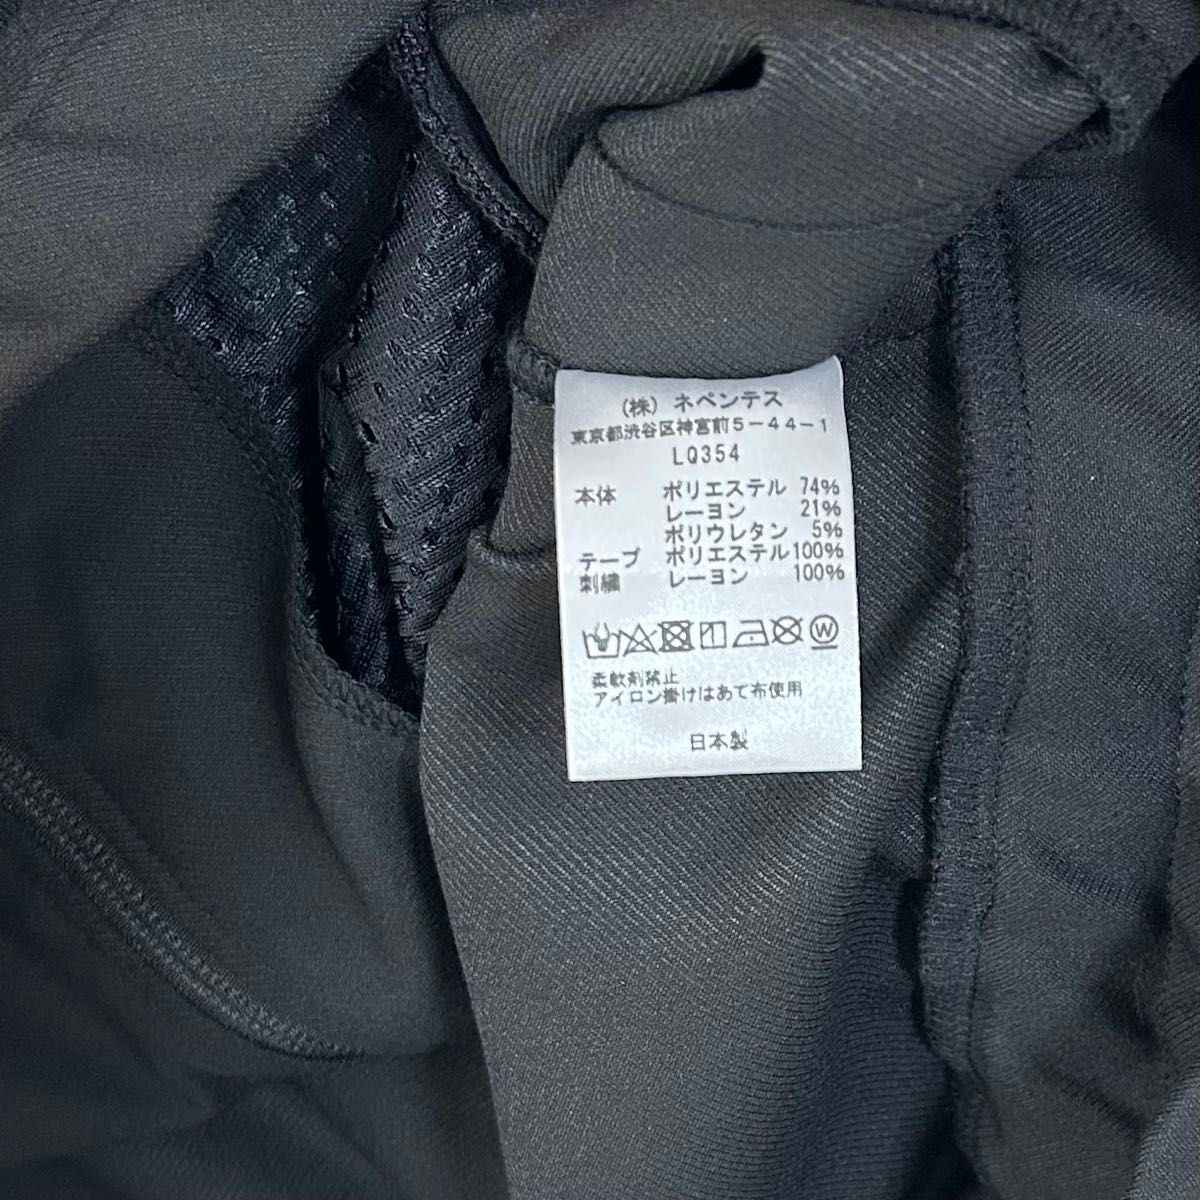 (株) ネペンテス
東京都渋谷区神宮前5-44-1
LQ354
本体 ポリエステル 74%
レーヨン 21%
ポリウレタン 5%
テープ ポリエステル100%
刺繍 レーヨン 100%
W
柔軟剤禁止
アイロン掛けはあて布使用
日本製